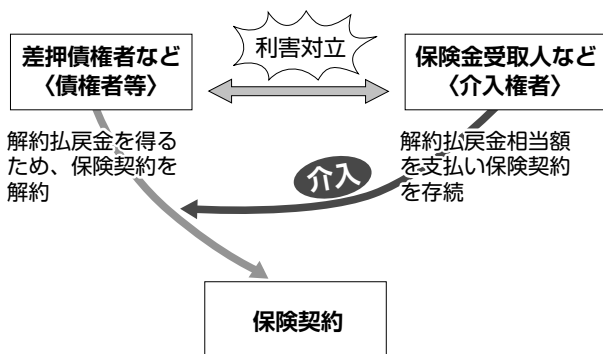 利害対立
差押債権者など
〈債権者等〉
保険金受取人など
〈介入権者〉
解約払戻金を得る
ため、保険契約を
解約
解約払戻金相当額
を支払い保険契約
を存続
介入
保険契約